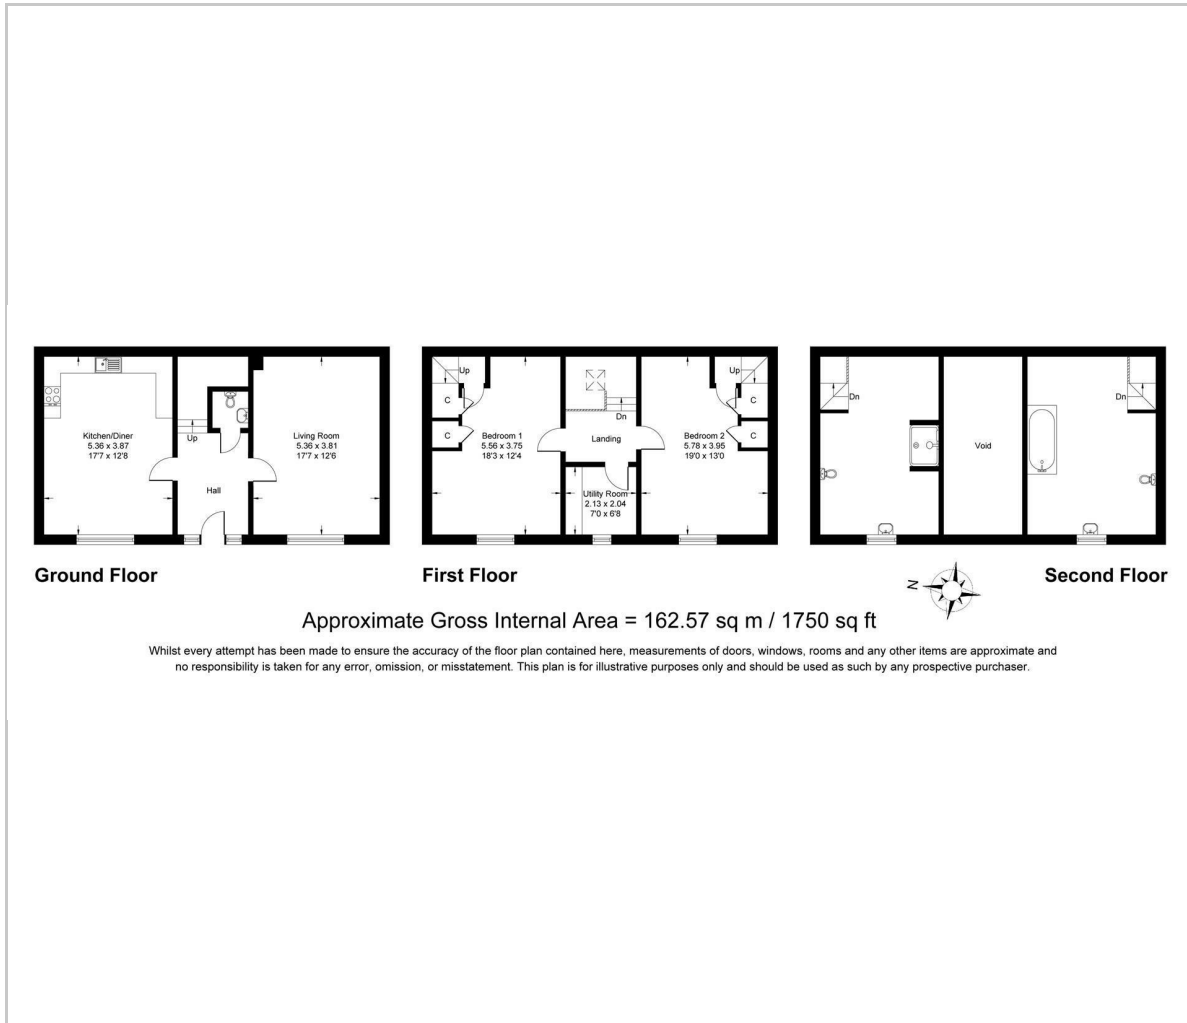 Kitchen/Diner
5.36 x 3.87
17'7 x 12'8
Up
Hall
Living Room
5.36 x 3.81
17'7 x 12'6
Ground Floor
Up
C
C
Bedroom 1
5.56 x 3.75
18'3 x 12'4
Dn
Landing
Utility Room
2.13 x 2.04
7'0 x 6'8
Up
C
C
Bedroom 2
5.78 x 3.95
19'0 x 13'0
First Floor
Dn
Void
Dn
N
Second Floor
Approximate Gross Internal Area = 162.57 sq m / 1750 sq ft
Whilst every attempt has been made to ensure the accuracy of the floor plan contained here, measurements of doors, windows, rooms and any other items are approximate and
no responsibility is taken for any error, omission, or misstatement. This plan is for illustrative purposes only and should be used as such by any prospective purchaser.